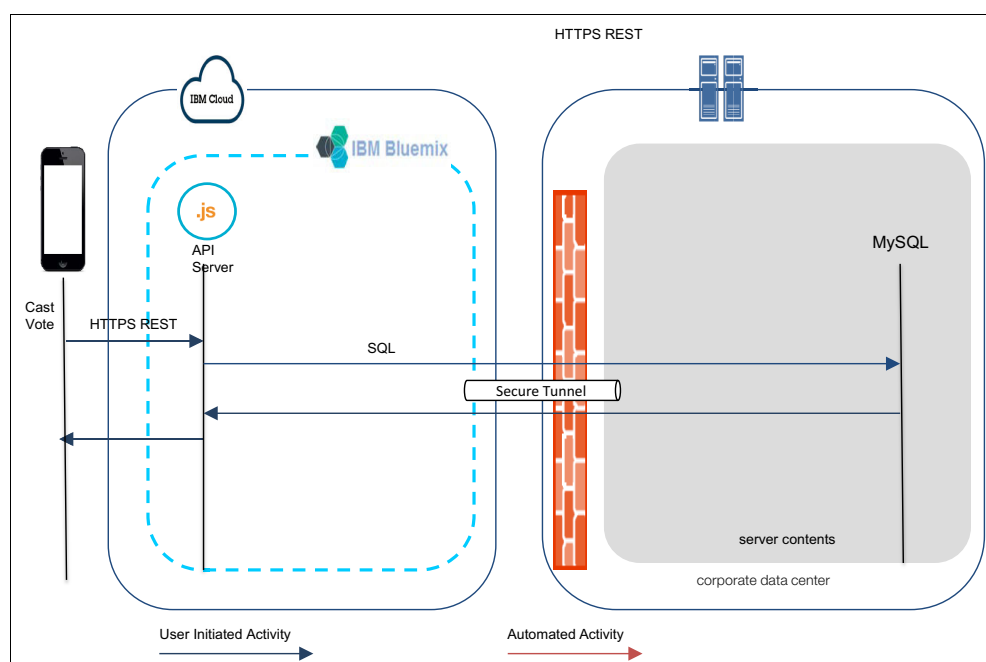 HTTPS REST
IBM Cloud
IBM Bluemix
.js
API
Server
MySQL
Cast
Vote
HTTPS REST
SQL
Secure Tunnel
server contents
corporate data center
User Initiated Activity
Automated Activity